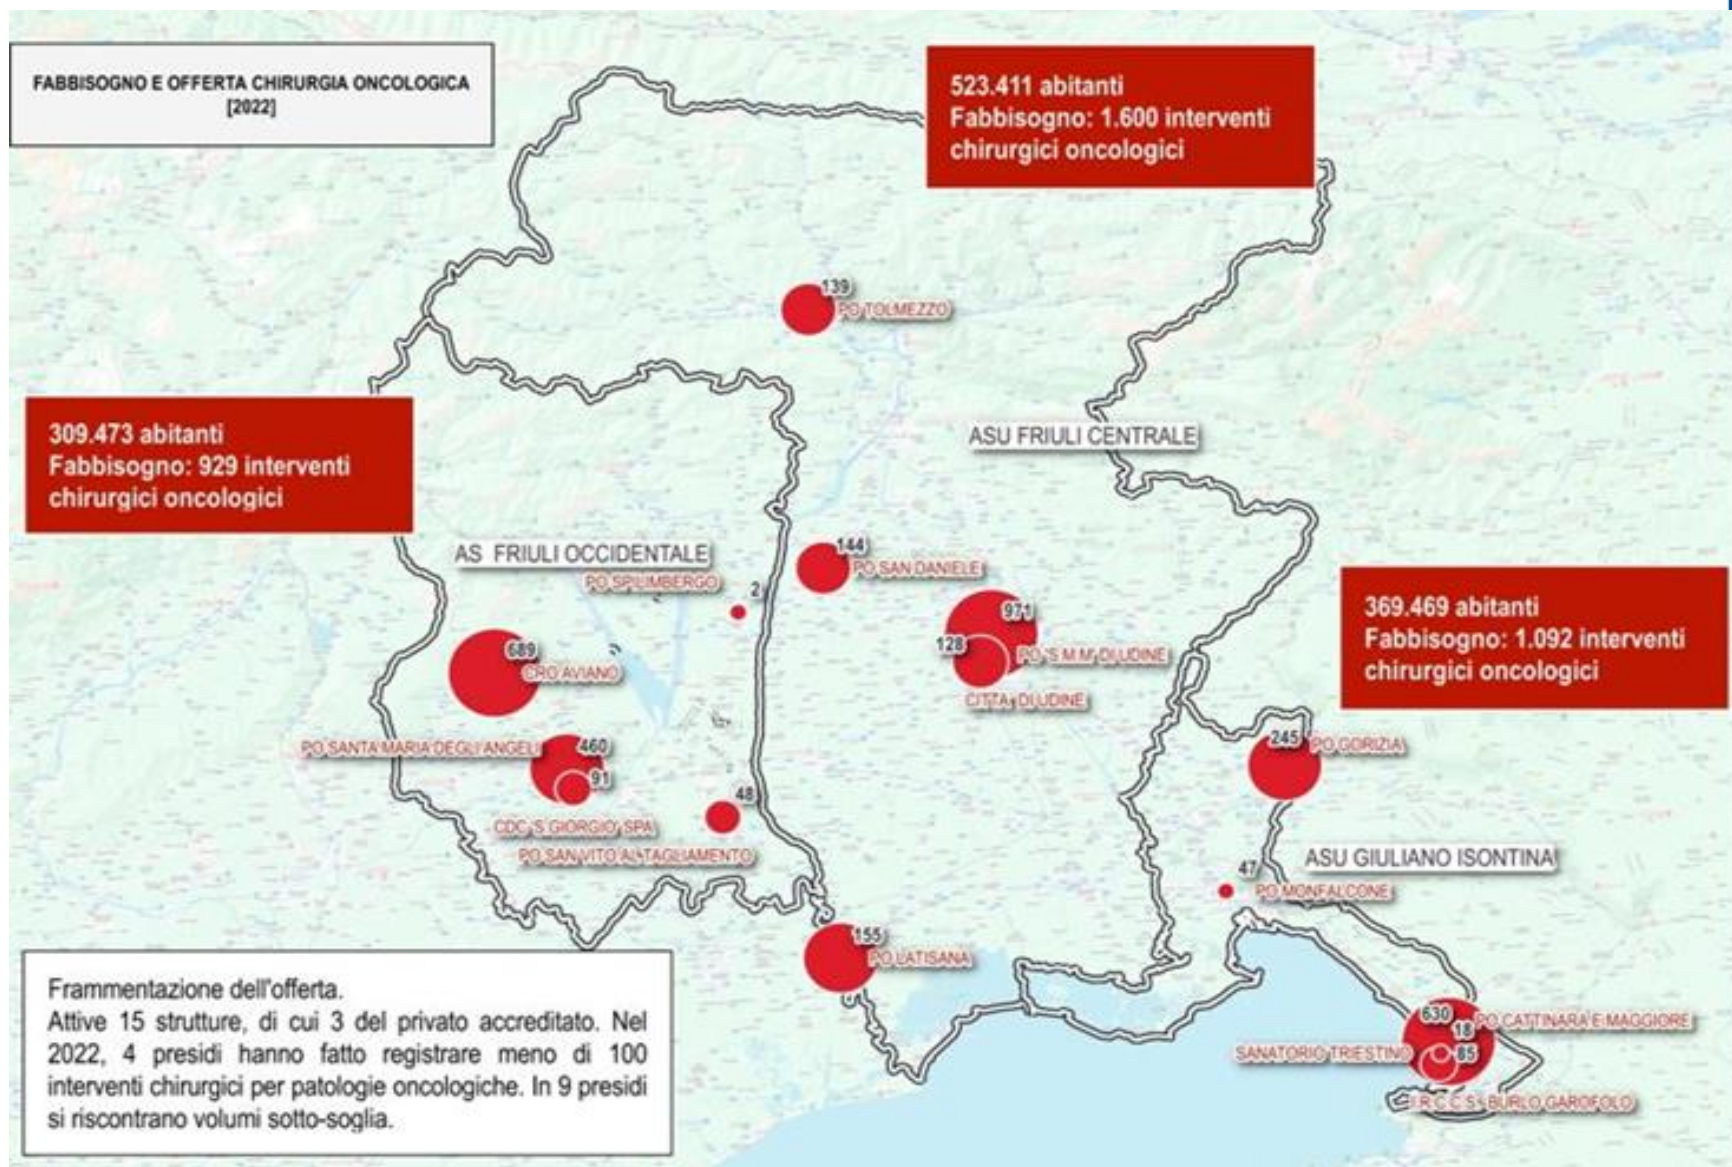 FABBISOGNO E OFFERTA CHIRURGIA ONCOLOGICA
[2022]
523.411 abitanti
Fabbisogno: 1.600 interventi
chirurgici oncologici
139
PO TOLMEZZO
309.473 abitanti
Fabbisogno: 929 interventi
chirurgici oncologici
ASU FRIULI CENTRALE
AS FRIULI OCCIDENTALE
PO SPILIMBERGO
2
144
PO SAN DANIELE
971
128
PO 'S.M.M' DI UDINE
CITTA' DI UDINE
689
CRO AVIANO
369.469 abitanti
Fabbisogno: 1.092 interventi
chirurgici oncologici
PO SANTA MARIA DEGLI ANGELI
460
91
CDC 'S.GIORGIO' SPA
48
PO SAN VITO AL TAGLIAMENTO
245
PO GORIZIA
ASU GIULIANO ISONTINA
47
PO MONFALCONE
155
PO LATISANA
630
PO CATTINARA E MAGGIORE
18
SANATORIO TRIESTINO
85
I.R.C.C.S. BURLO GAROFOLO
Frammentazione dell'offerta.
Attive 15 strutture, di cui 3 del privato accreditato. Nel
2022, 4 presidi hanno fatto registrare meno di 100
interventi chirurgici per patologie oncologiche. In 9 presidi
si riscontrano volumi sotto-soglia.